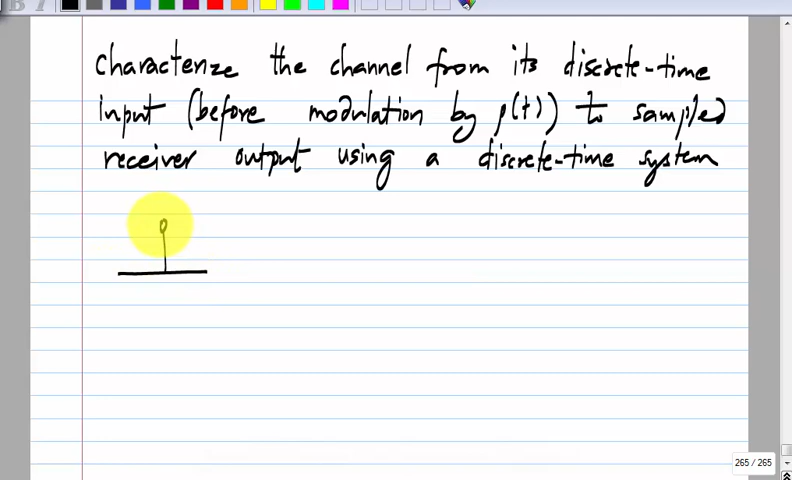 characterize the channel from its discrete-time
input (before modulation by p(t)) to sampled
receiver output using a discrete-time system
265 / 265